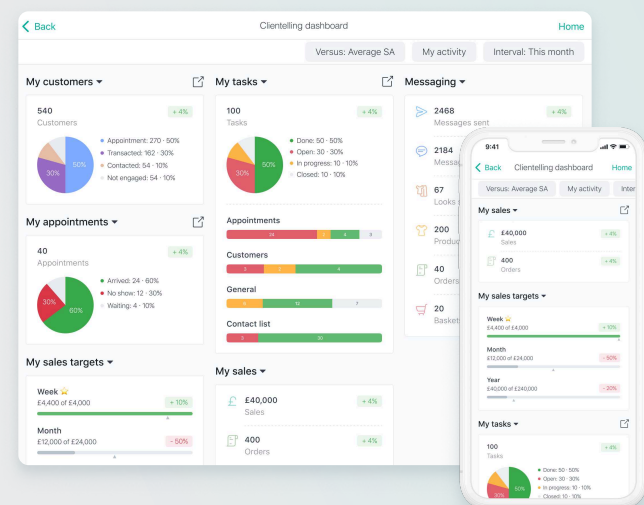 Back
Clientelling dashboard
Home
Versus: Average SA
My activity
Interval: This month
My customers
540
Customers
+ 4%
50%
30%
Appointment: 270 - 50%
Transacted: 162 - 30%
Contacted: 54 - 10%
Not engaged: 54 - 10%
My appointments
40
Appointments
+ 4%
30%
60%
Arrived: 24 - 60%
No show: 12 - 30%
Waiting: 4 - 10%
My sales targets
Week
£4,400 of £4,000
+ 10%
Month
£12,000 of £24,000
- 50%
My tasks
100
Tasks
+ 4%
50%
30%
Done: 50 - 50%
Open: 30 - 30%
In progress: 10 - 10%
Closed: 10 - 10%
Appointments
Customers
General
Contact list
My sales
£40,000
Sales
+ 4%
400
Orders
+ 4%
Messaging
2468
Messages sent
+ 4%
2184
67
Looks
200
40
Orders
20
9:41
Back
Clientelling dashboard
Home
Versus: Average SA
My activity
My sales
£40,000
Sales
+ 4%
400
Orders
+ 4%
My sales targets
Week
£4,400 of £4,000
+ 10%
Month
£12,000 of £24,000
- 50%
Year
£40,000 of £240,000
- 20%
My tasks
100
Tasks
+ 4%
50%
30%
Done: 50 - 50%
Open: 30 - 30%
In progress: 10 - 10%
Closed: 10 - 10%